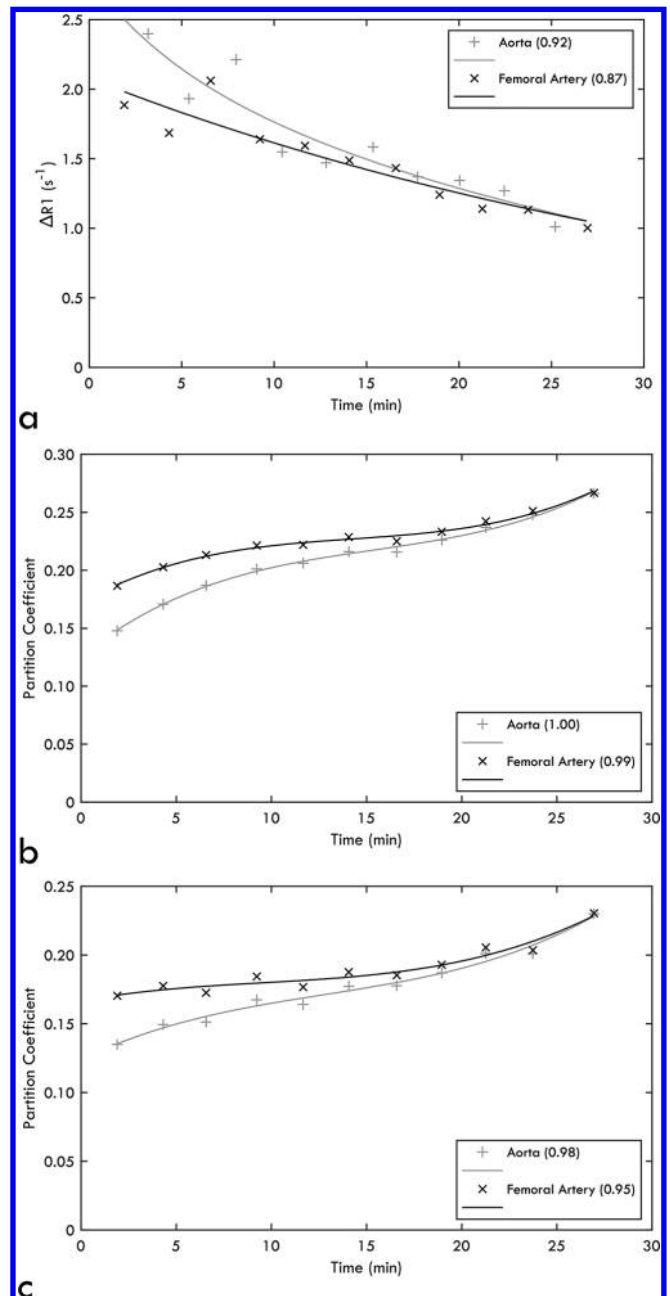 2.5
2.0
1.5
1.0
0.5
0
ΔR1 (s⁻¹)
Aorta (0.92)
Femoral Artery (0.87)
0 5 10 15 20 25 30
Time (min)
a
0.30
0.25
0.20
0.15
0.10
0.05
0
Partition Coefficient
Aorta (1.00)
Femoral Artery (0.99)
0 5 10 15 20 25 30
Time (min)
b
0.25
0.20
0.15
0.10
0.05
0
Partition Coefficient
Aorta (0.98)
Femoral Artery (0.95)
0 5 10 15 20 25 30
Time (min)
c